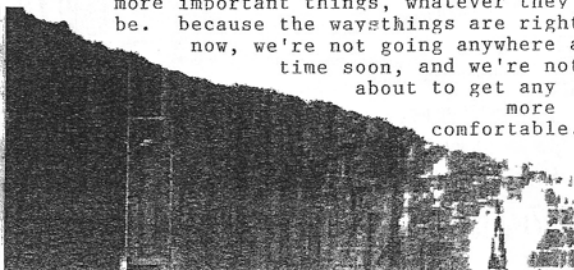 more important things, whatever they
be. because the waysthings are right
now, we're not going anywhere a
time soon, and we're not
about to get any
more
comfortable.